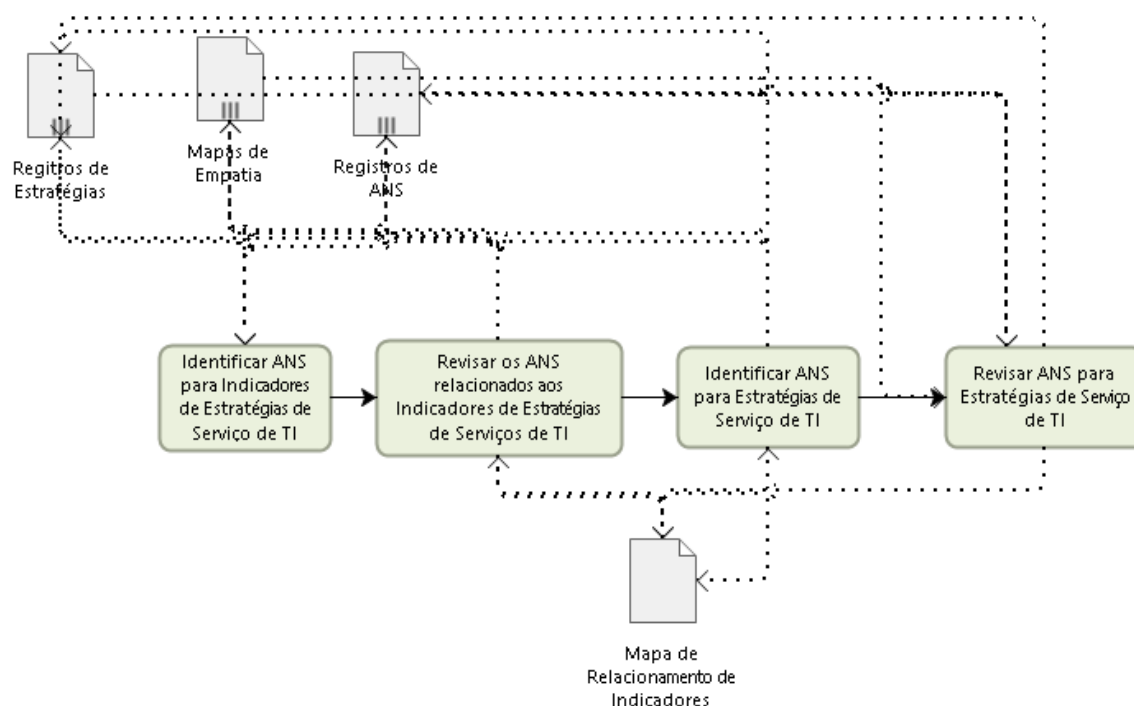 Regitros de
Estratégias
Mapas de
Empatia
Registros de
ANS
Identificar ANS
para Indicadores
de Estratégias de
Serviço de TI
Revisar os ANS
relacionados aos
Indicadores de Estratégias
de Serviços de TI
Identificar ANS
para Estratégias de
Serviço de TI
Revisar ANS para
Estratégias de Serviço
de TI
Mapa de
Relacionamento de
Indicadores